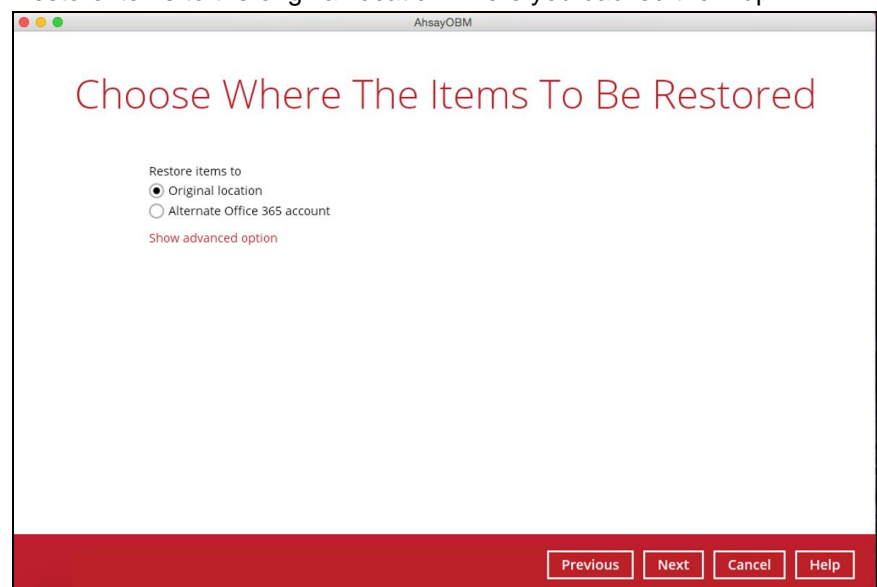 AhsayOBM
Choose Where The Items To Be Restored
Restore items to
Original location
Alternate Office 365 account
Show advanced option
Previous Next Cancel Help